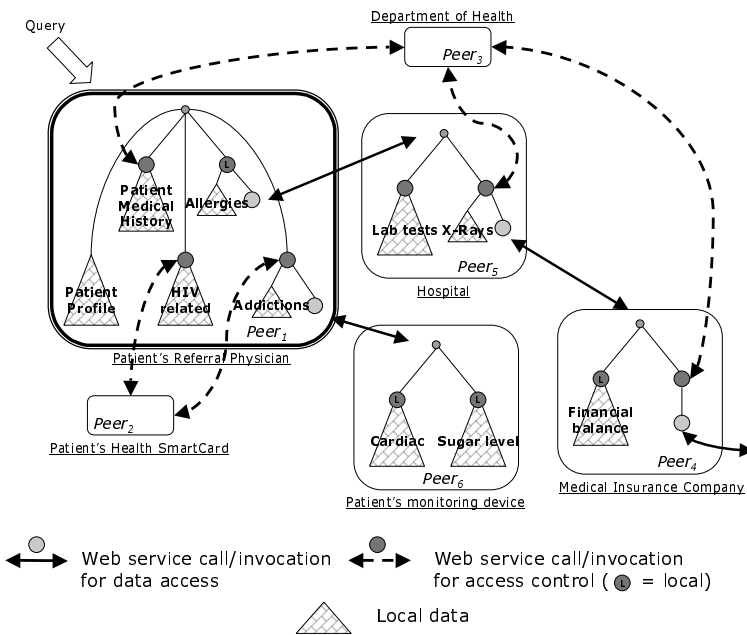 Query
Department of Health
Peer3
L
Patient
Medical
History
Allergies
Lab tests X-Rays
Peer5
Hospital
Patient
Profile
HIV
related
Addictions
Peer1
Patient's Referral Physician
Peer2
Patient's Health SmartCard
L
L
Cardiac
Sugar level
Peer6
Patient's monitoring device
L
Financial
balance
Peer4
Medical Insurance Company
Web service call/invocation
for data access
Web service call/invocation
for access control ( L = local)
Local data